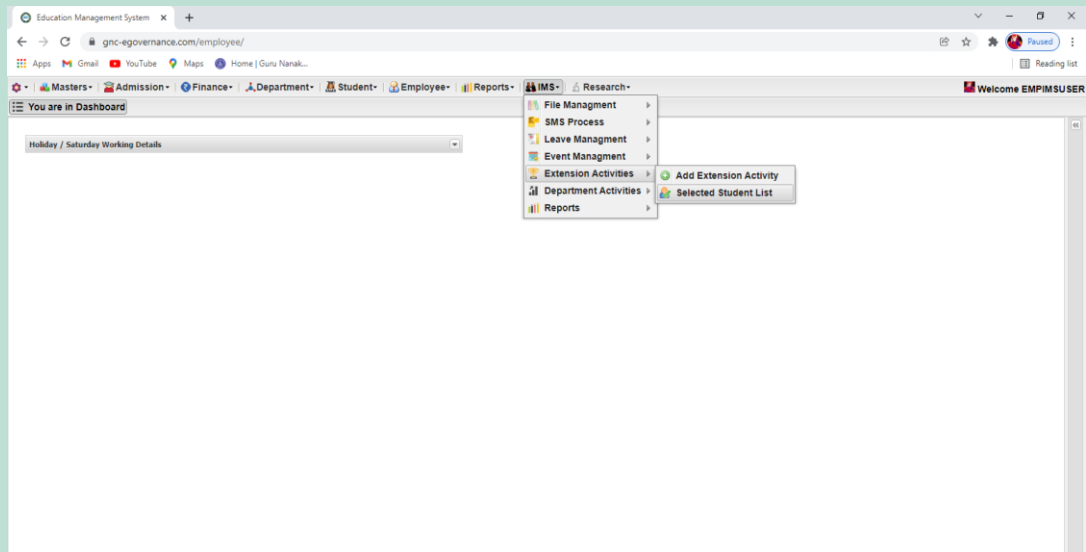 Education Management System
gnc-egovernance.com/employee/
Paused
Apps Gmail YouTube Maps Home | Guru Nanak...
Reading list
Masters Admission Finance Department Student Employee Reports IMS Research
Welcome EMPIMSUSER
You are in Dashboard
Holiday / Saturday Working Details
File Managment
SMS Process
Leave Managment
Event Managment
Extension Activities
Department Activities
Reports
Add Extension Activity
Selected Student List